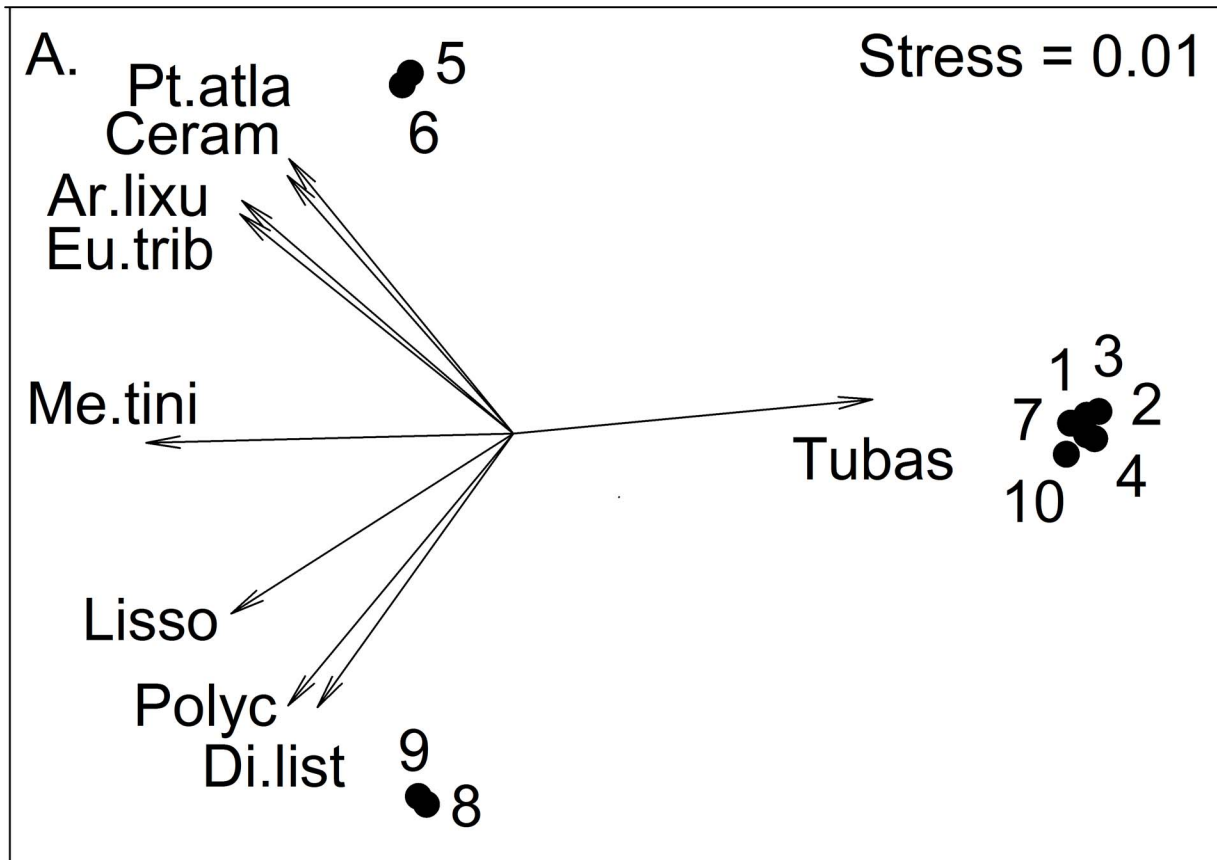 A.
Stress = 0.01
Pt.atla
5
Ceram
6
Ar.lixu
Eu.trib
Me.tini
1
3
7
2
Tubas
10
4
Lisso
Polyc
9
Di.list
8